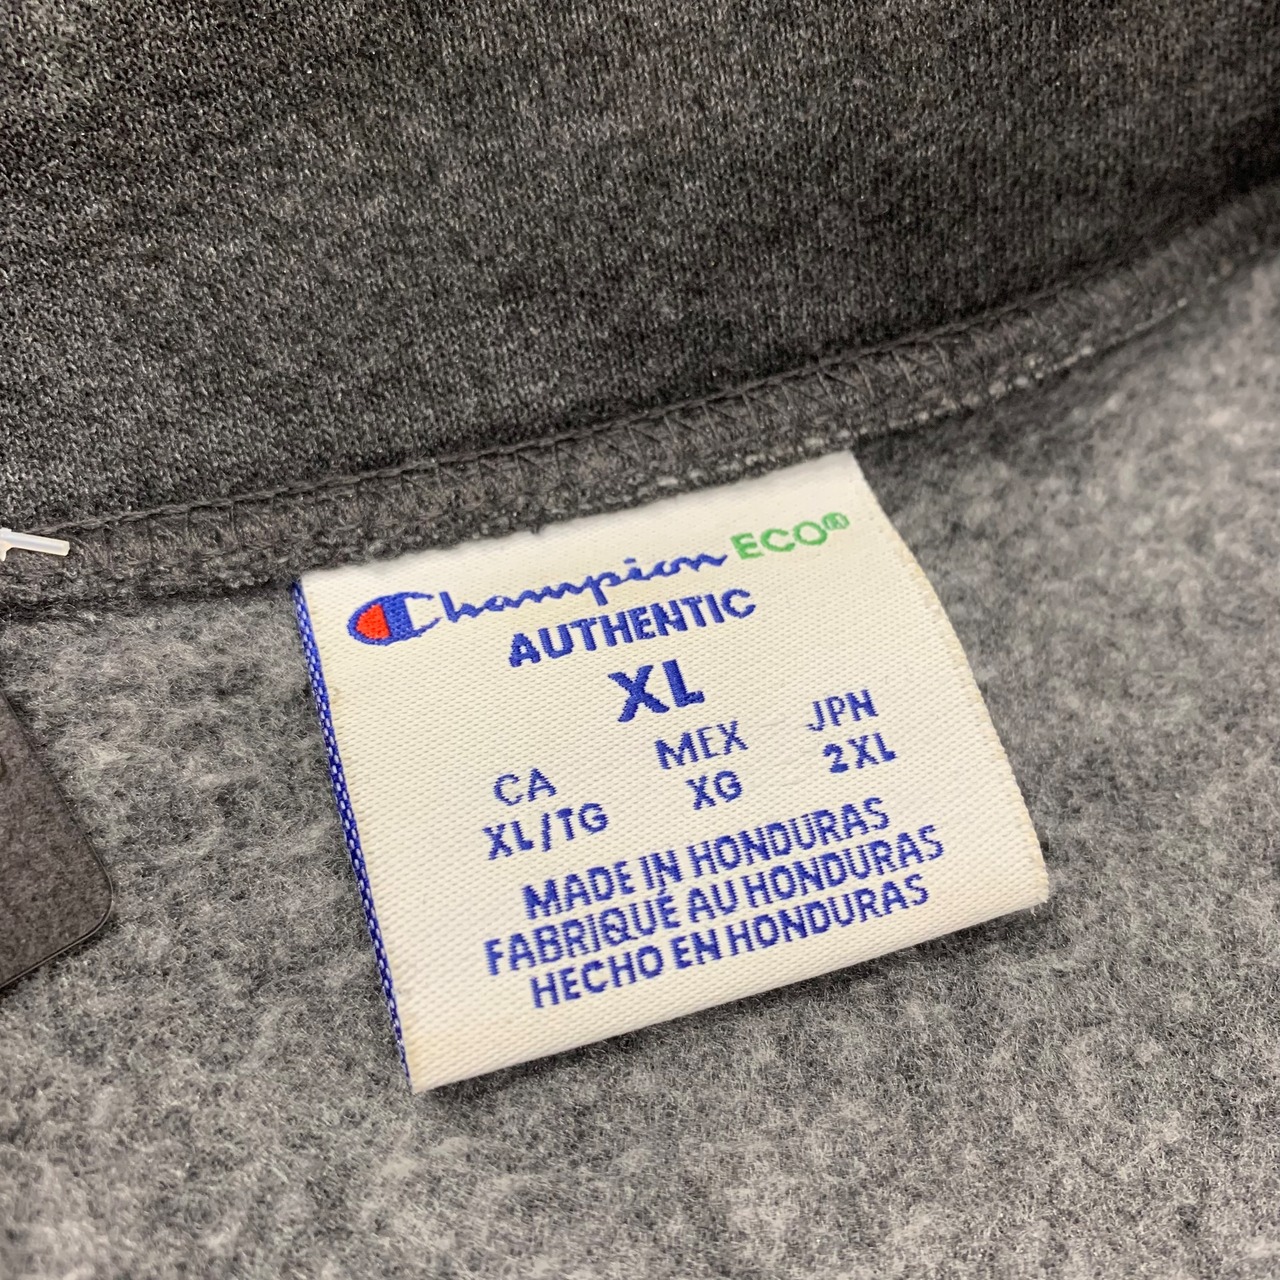 Champion ECO®
AUTHENTIC
XL
CA MEX JPN
XL/TG XG 2XL
MADE IN HONDURAS
FABRIQUÉ AU HONDURAS
HECHO EN HONDURAS